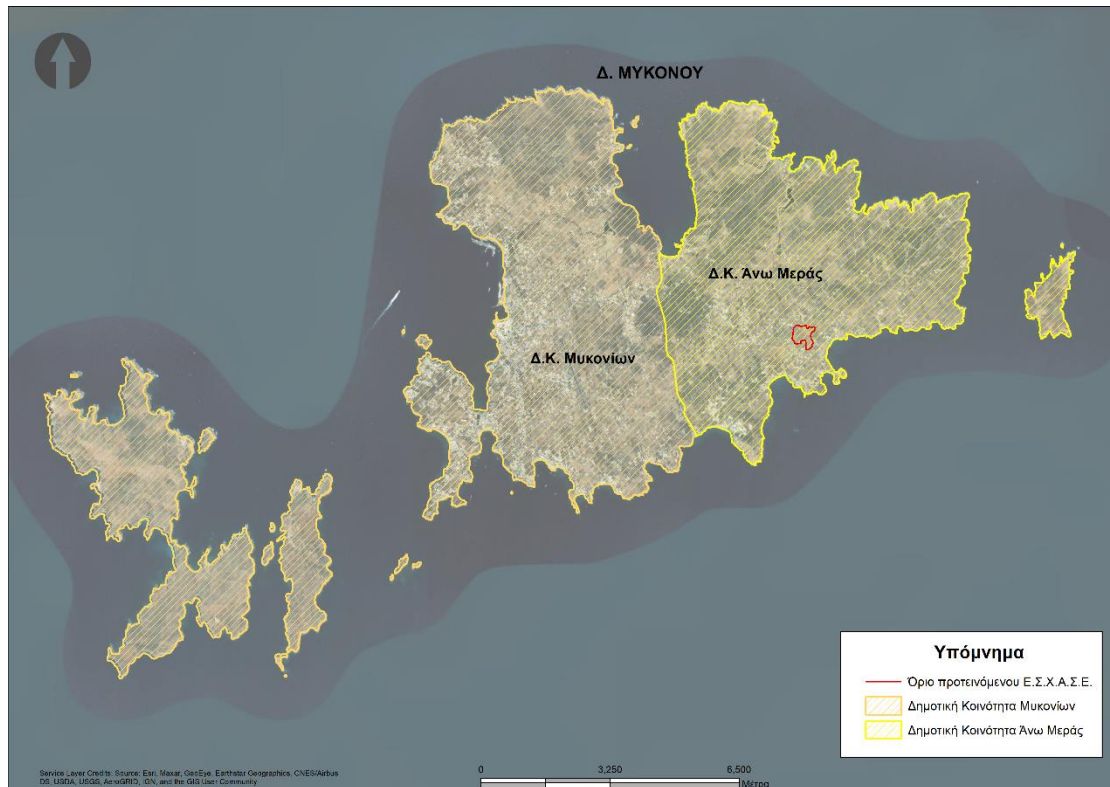 Δ. ΜΥΚΟΝΟΥ
Δ.Κ. Άνω Μεράς
Δ.Κ. Μυκονίων
Υπόμνημα
Όριο προτεινόμενου Ε.Σ.Χ.Α.Σ.Ε.
Δημοτική Κοινότητα Μυκονίων
Δημοτική Κοινότητα Άνω Μεράς
Service Layer Credits: Source: Esri, Maxar, GeoEye, Earthstar Geographics, CNES/Airbus
DS, USDA, USGS, AeroGRID, IGN, and the GIS User Community
0 3,250 6,500
Μέτρα